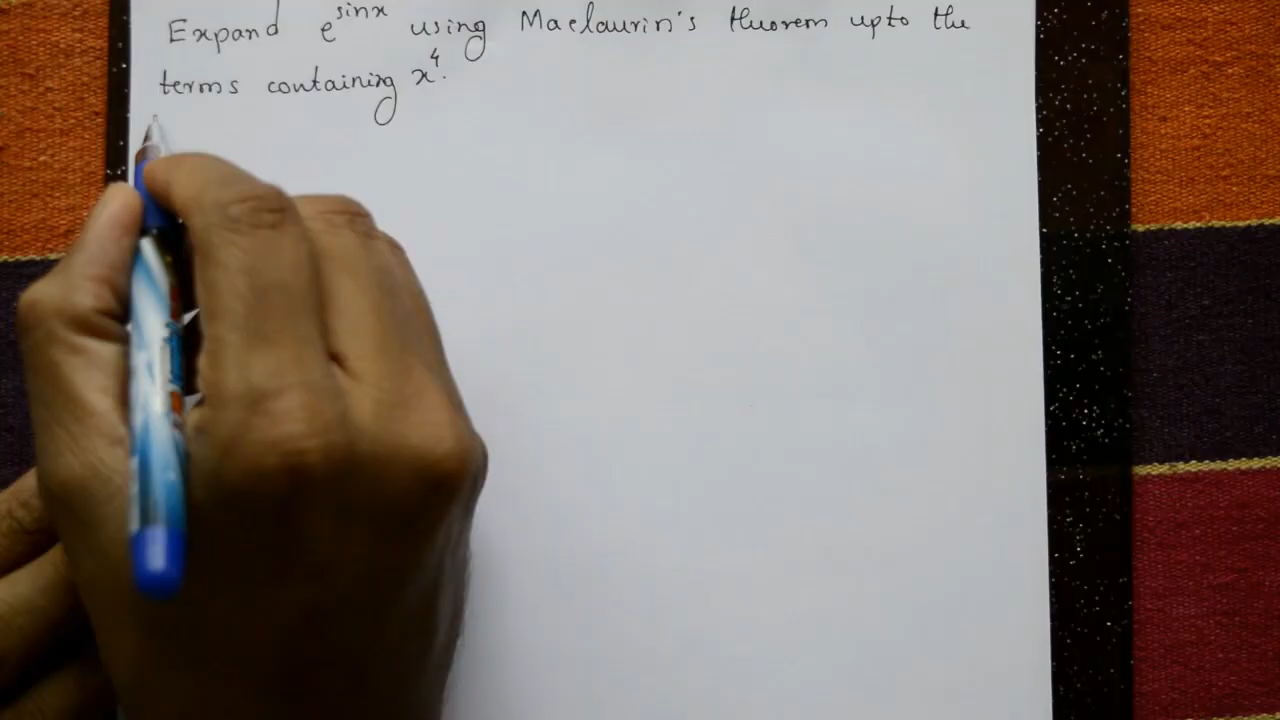 Expand e^sinx using Maclaurin's theorem upto the
terms containing x^4.